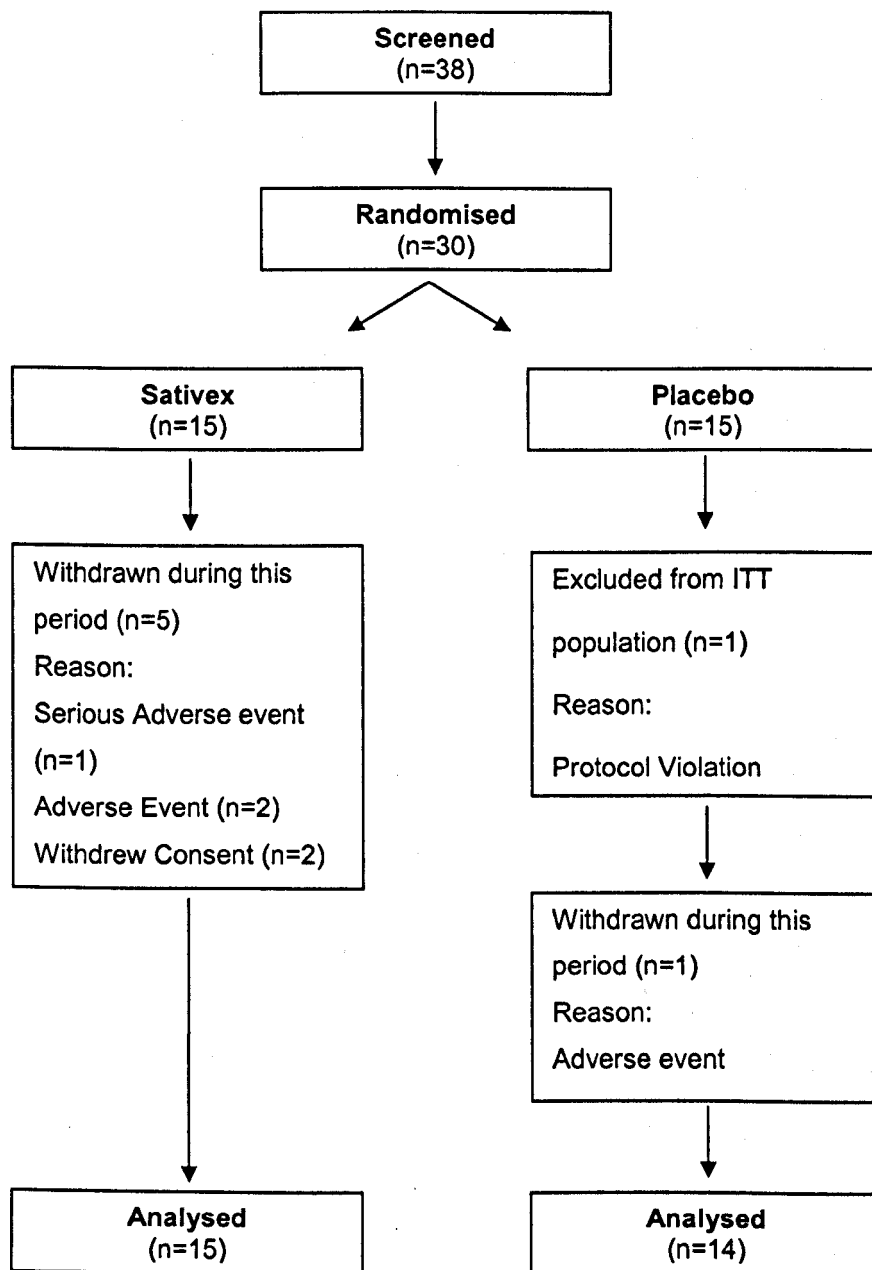 Screened
(n=38)
Randomised
(n=30)
Sativex
(n=15)
Placebo
(n=15)
Withdrawn during this
period (n=5)
Reason:
Serious Adverse event
(n=1)
Adverse Event (n=2)
Withdrew Consent (n=2)
Excluded from ITT
population (n=1)
Reason:
Protocol Violation
Withdrawn during this
period (n=1)
Reason:
Adverse event
Analysed
(n=15)
Analysed
(n=14)